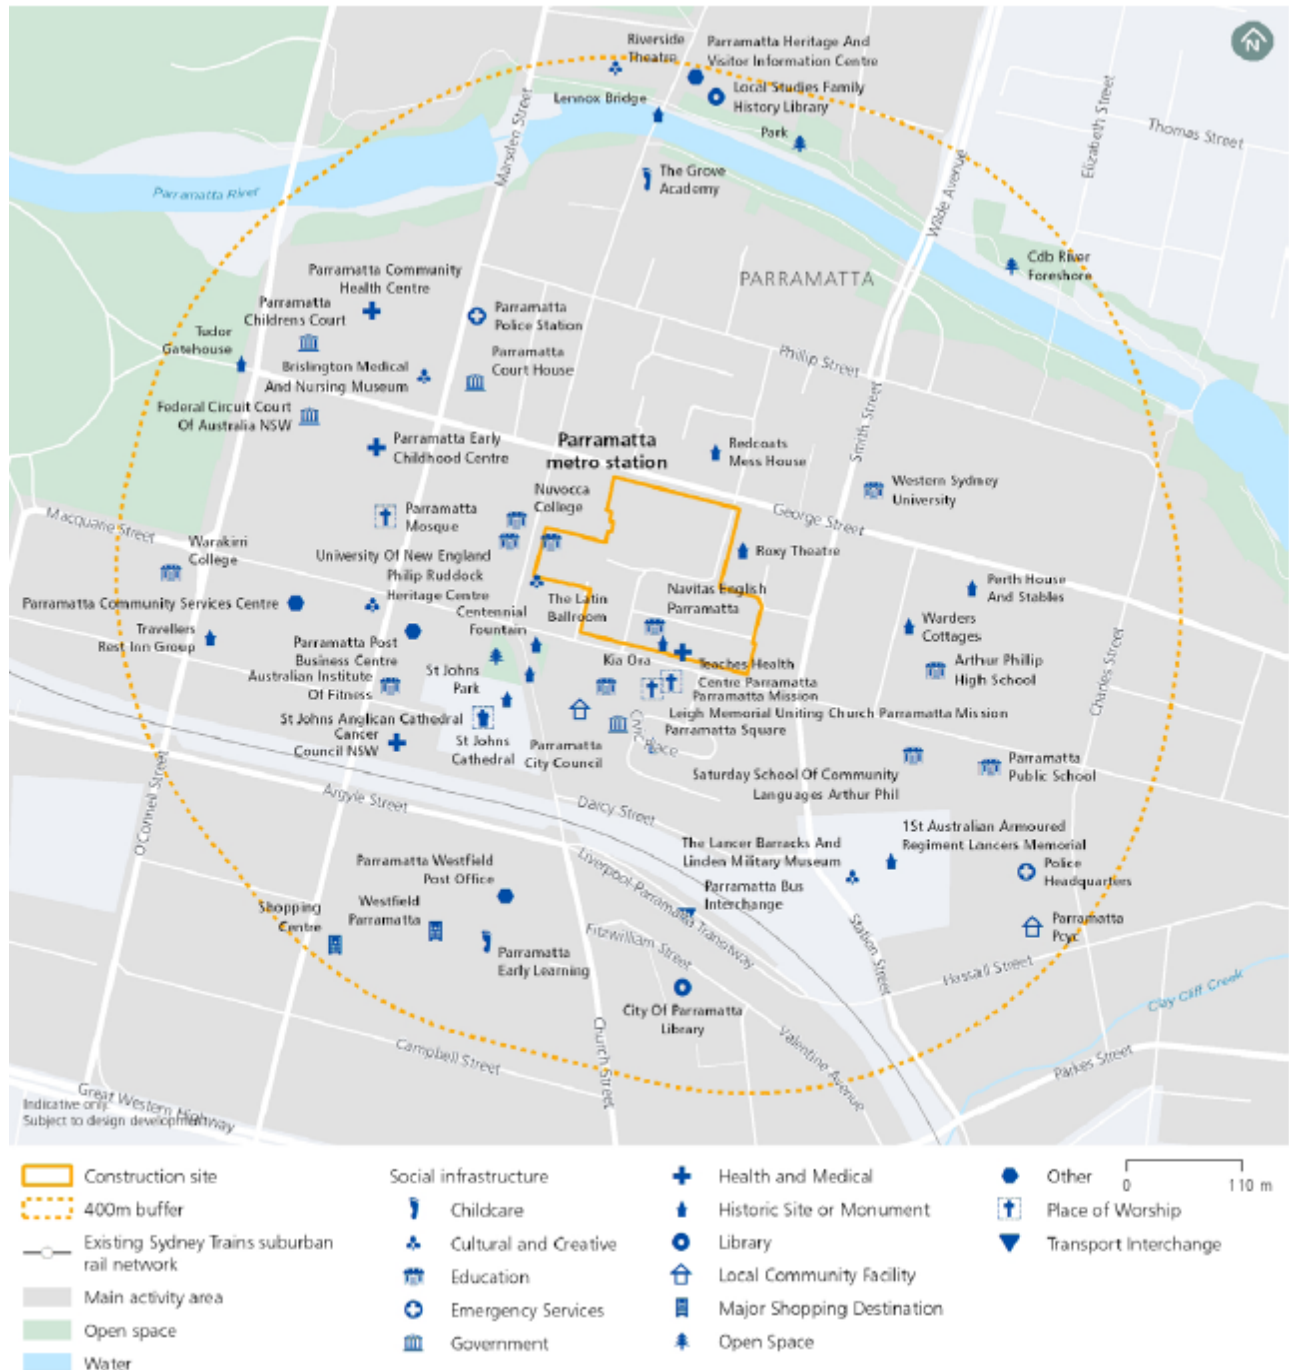 N
Riverside
Theatre
Parramatta Heritage And
Visitor Information Centre
Local Studies Family
History Library
Lennox Bridge
Park
Elizabeth Street
Thomas Street
Marsden Street
The Grove
Academy
Wilde Avenue
Parramatta River
Cdb River
Foreshore
PARRAMATTA
Parramatta Community
Health Centre
Parramatta
Childrens Court
Parramatta
Police Station
Tudor
Gatehouse
Brislington Medical
And Nursing Museum
Parramatta
Court House
Phillip Street
Federal Circuit Court
Of Australia NSW
Smith Street
Parramatta Early
Childhood Centre
Parramatta
metro station
Redcoats
Mess House
Western Sydney
University
Nuvocca
College
Macquarie Street
Parramatta
Mosque
George Street
Warakirri
College
University Of New England
Roxy Theatre
Philip Ruddock
Heritage Centre
Navitas English
Parramatta
Perth House
And Stables
Parramatta Community Services Centre
The Latin
Ballroom
Centennial
Fountain
Warders
Cottages
Travellers
Rest Inn Group
Parramatta Post
Business Centre
Kia Ora
Teaches Health
Centre Parramatta
Arthur Phillip
High School
Charles Street
Australian Institute
Of Fitness
St Johns
Park
Parramatta Mission
Leigh Memorial Uniting Church Parramatta Mission
St Johns Anglican Cathedral
Parramatta Square
Civic Place
Cancer
Council NSW
St Johns
Cathedral
Parramatta
City Council
Saturday School Of Community
Languages Arthur Phil
Parramatta
Public School
O'Connell Street
Argyle Street
Darcy Street
The Lancer Barracks And
Linden Military Museum
1St Australian Armoured
Regiment Lancers Memorial
Parramatta Westfield
Post Office
Liverpool-Parramatta Transitway
Parramatta Bus
Interchange
Police
Headquarters
Shopping
Centre
Westfield
Parramatta
Fitzwilliam Street
Station Street
Parramatta
Pcyc
Parramatta
Early Learning
Hassall Street
Clay Cliff Creek
City Of Parramatta
Library
Campbell Street
Church Street
Valentine Avenue
Parkes Street
Great Western Highway
Indicative only.
Subject to design development
Construction site
400m buffer
Existing Sydney Trains suburban
rail network
Main activity area
Open space
Water
Social infrastructure
Childcare
Cultural and Creative
Education
Emergency Services
Government
Health and Medical
Historic Site or Monument
Library
Local Community Facility
Major Shopping Destination
Open Space
Other
Place of Worship
Transport Interchange
0 110 m